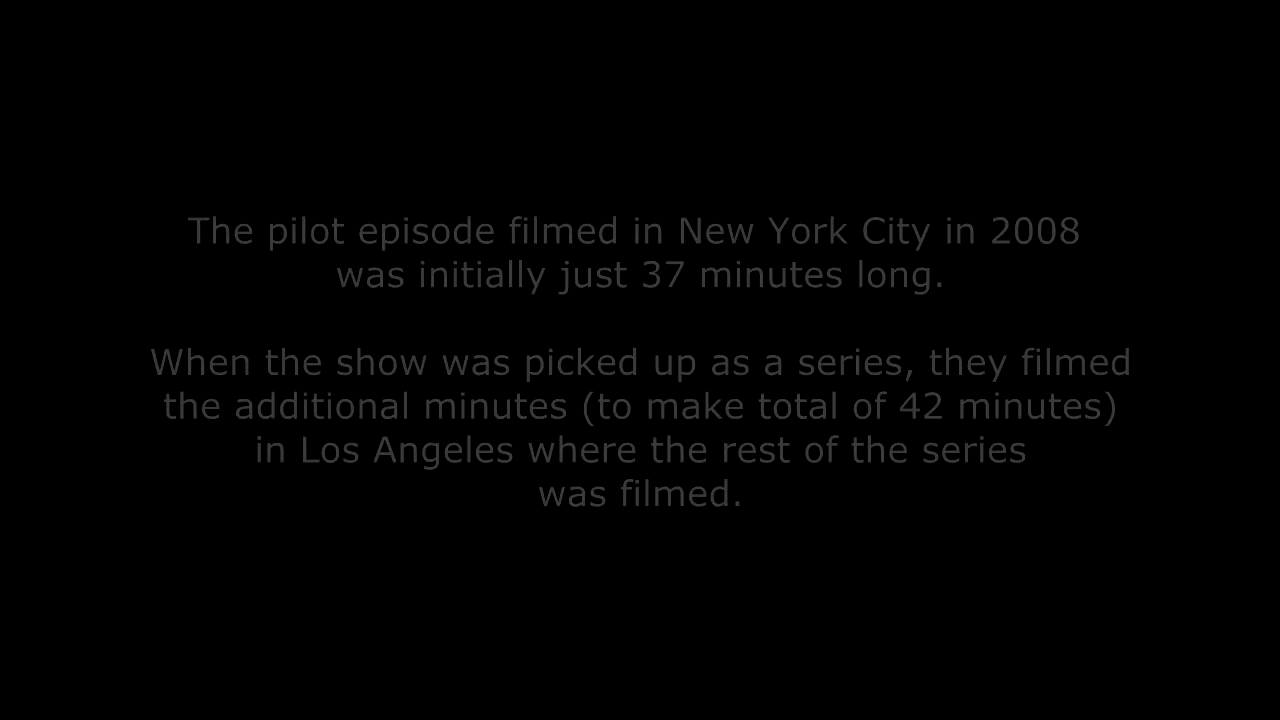 The pilot episode filmed in New York City in 2008
was initially just 37 minutes long.
When the show was picked up as a series, they filmed
the additional minutes (to make total of 42 minutes)
in Los Angeles where the rest of the series
was filmed.